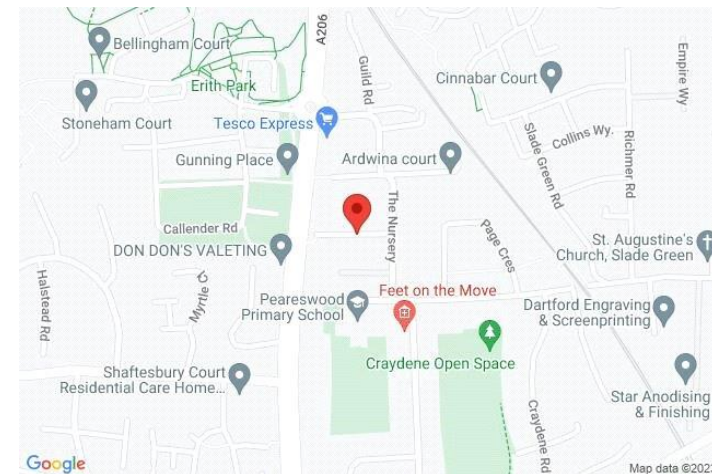 Bellingham Court
A206
Guild Rd
Empire Wy
Erith Park
Cinnabar Court
Stoneham Court
Tesco Express
Collins Wy.
Slade Green Rd
Richmer Rd
Gunning Place
Ardwina court
The Nursery
Callender Rd
Page Cres
St. Augustine's
Church, Slade Green
DON DON'S VALETING
Halstead Rd
Myrtle Cl
Peareswood
Primary School
Feet on the Move
Dartford Engraving
& Screenprinting
Craydene Open Space
Shaftesbury Court
Residential Care Home...
Star Anodising
& Finishing
Craydene Rd
Google
Map data ©202